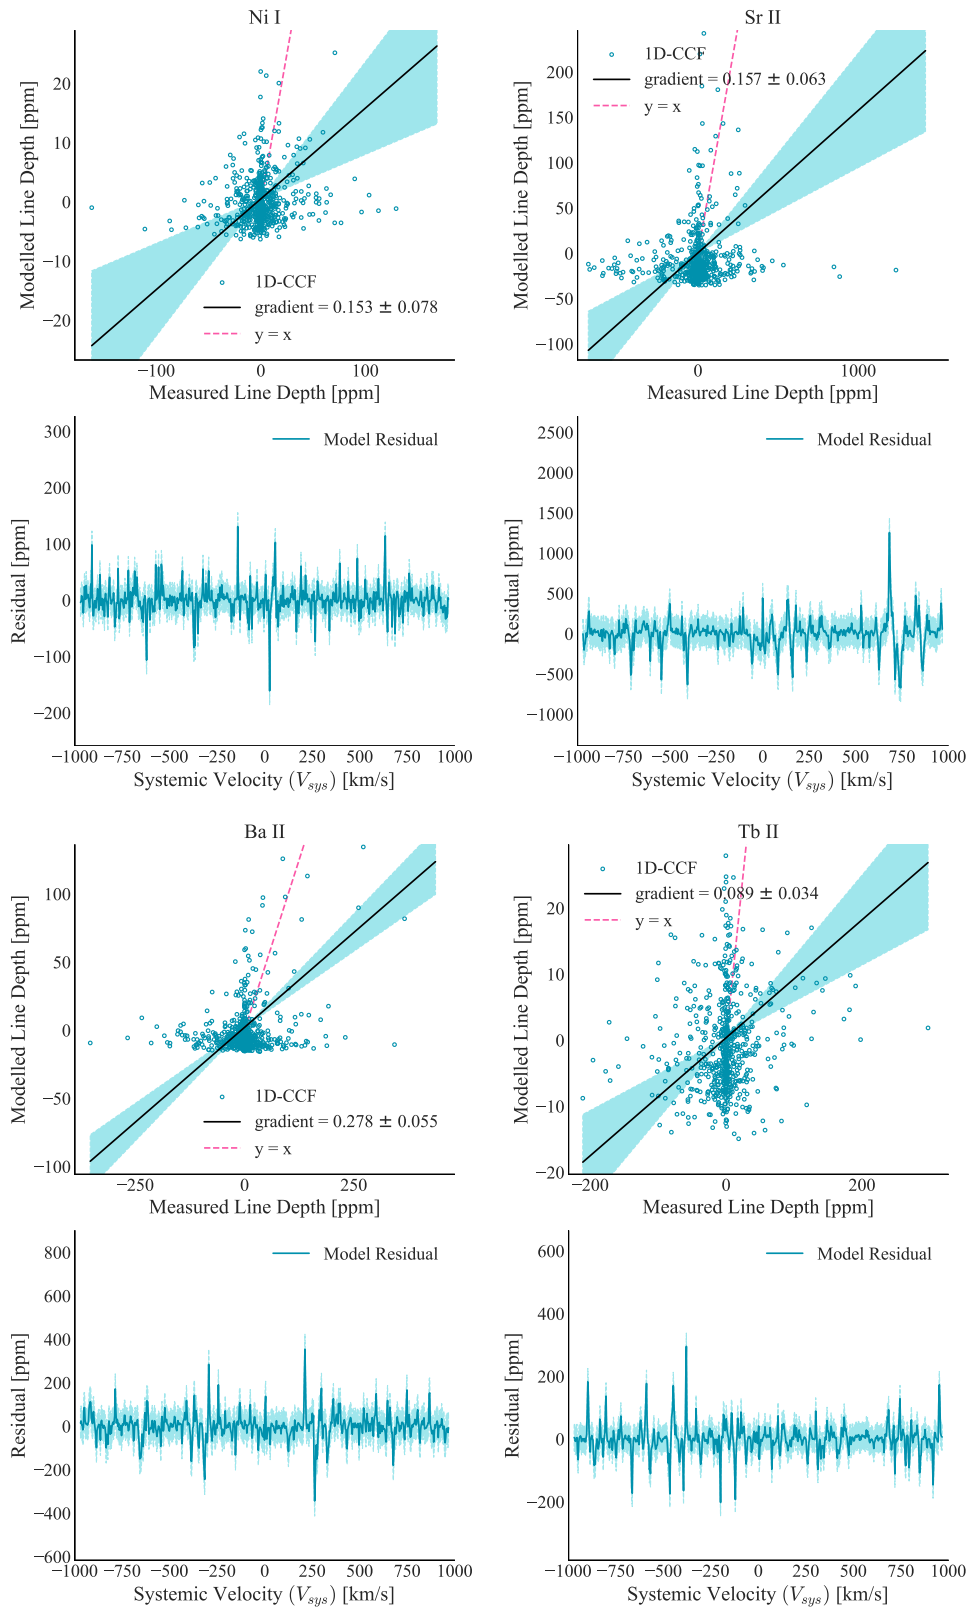 Ni I
Modelled Line Depth [ppm]
20
10
0
−10
−20
1D-CCF
gradient = 0.153 ± 0.078
y = x
−100
0
100
Measured Line Depth [ppm]
Sr II
Modelled Line Depth [ppm]
200
150
100
50
0
−50
−100
1D-CCF
gradient = 0.157 ± 0.063
y = x
0
1000
Measured Line Depth [ppm]
Residual [ppm]
300
200
100
0
−100
−200
Model Residual
−1000
−750
−500
−250
0
250
500
750
1000
Systemic Velocity (Vsys) [km/s]
Residual [ppm]
2500
2000
1500
1000
500
0
−500
−1000
Model Residual
−1000
−750
−500
−250
0
250
500
750
1000
Systemic Velocity (Vsys) [km/s]
Ba II
Modelled Line Depth [ppm]
100
50
0
−50
−100
1D-CCF
gradient = 0.278 ± 0.055
y = x
−250
0
250
Measured Line Depth [ppm]
Tb II
Modelled Line Depth [ppm]
20
10
0
−10
−20
1D-CCF
gradient = 0.089 ± 0.034
y = x
−200
0
200
Measured Line Depth [ppm]
Residual [ppm]
800
600
400
200
0
−200
−400
−600
Model Residual
−1000
−750
−500
−250
0
250
500
750
1000
Systemic Velocity (Vsys) [km/s]
Residual [ppm]
600
400
200
0
−200
Model Residual
−1000
−750
−500
−250
0
250
500
750
1000
Systemic Velocity (Vsys) [km/s]